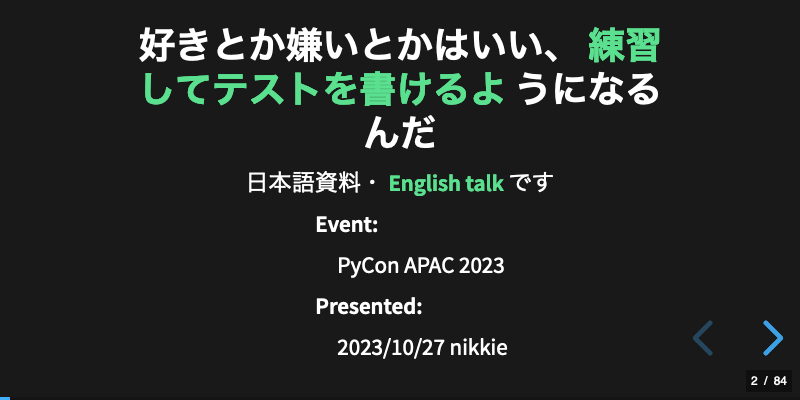 好きとか嫌いとかはいい、 練習
してテストを書けるよ うになる
んだ
日本語資料・ English talk です
Event:
PyCon APAC 2023
Presented:
2023/10/27 nikkie
2 / 84